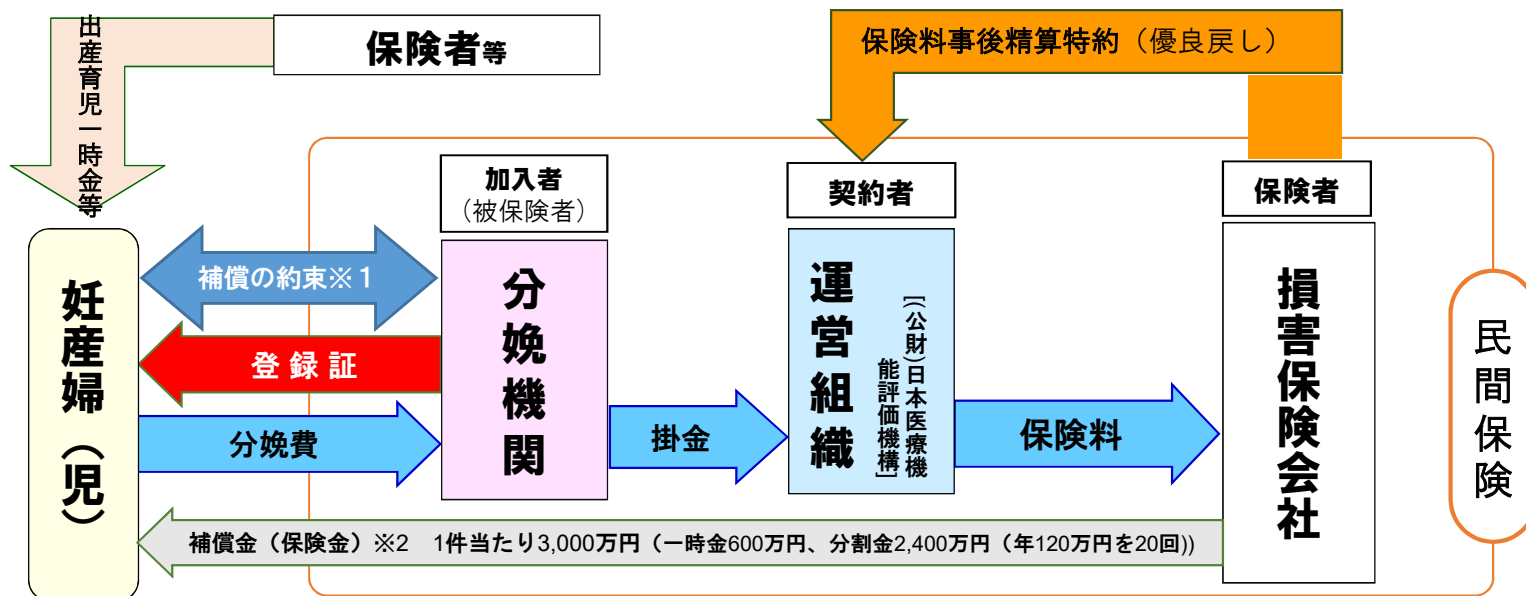 出産育児一時金等
保険者等
保険料事後精算特約（優良戻し）
加入者
（被保険者）
契約者
保険者
妊産婦（児）
補償の約束※１
登録証
分娩費
分娩機関
掛金
運営組織
[（公財）日本医療機
能評価機構]
保険料
損害保険会社
民間保険
補償金（保険金）※2　1件当たり3,000万円（一時金600万円、分割金2,400万円（年120万円を20回))